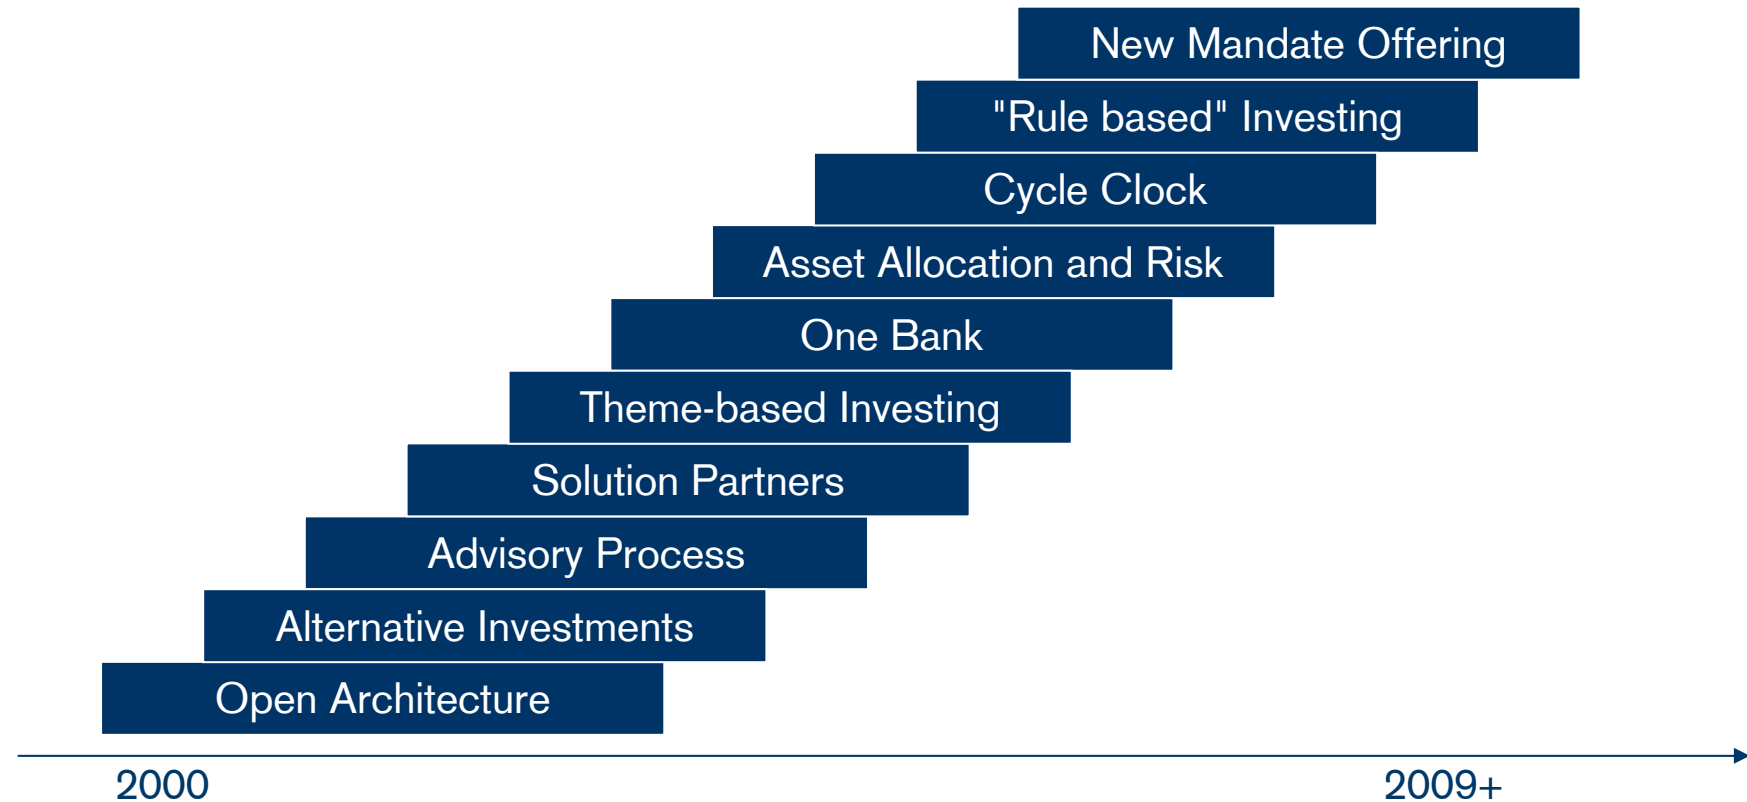 New Mandate Offering
"Rule based" Investing
Cycle Clock
Asset Allocation and Risk
One Bank
Theme-based Investing
Solution Partners
Advisory Process
Alternative Investments
Open Architecture
2000 2009+